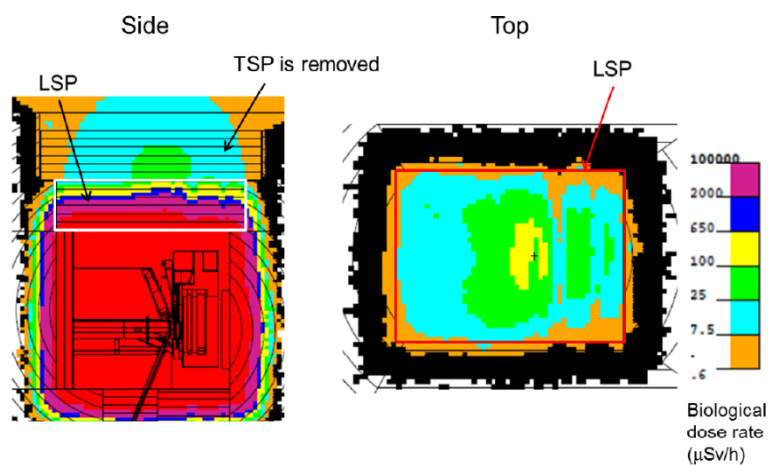 Side
Top
TSP is removed
LSP
LSP
100000
2000
650
100
25
7.5
-
.6
Biological
dose rate
(μSv/h)